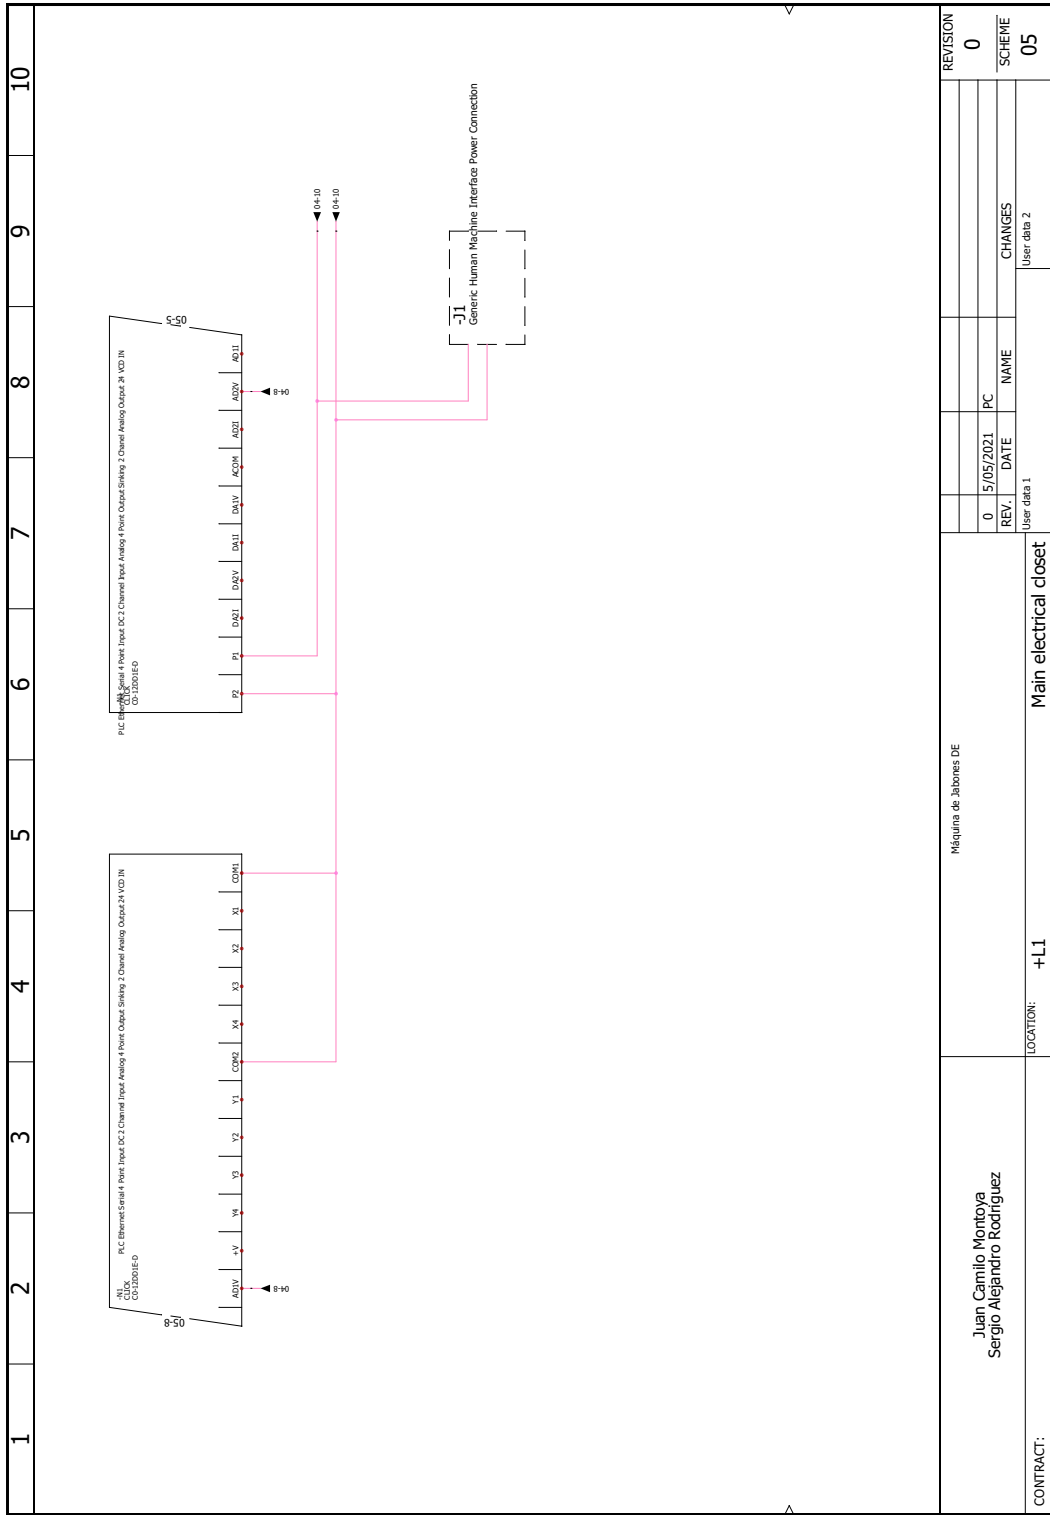 1
2
3
4
5
6
7
8
9
10
-N1
CLICK
C0-12DD1E-D
PLC Ethernet Serial 4 Point Input DC 2 Channel Input Analog 4 Point Output Sinking 2 Chanel Analog Output 24 VCD IN
05-8
AD1V
+V
Y4
Y3
Y2
Y1
COM2
X4
X3
X2
X1
COM1
04-8
-N1
CLICK
C0-12DD1E-D
PLC Ethernet Serial 4 Point Input DC 2 Channel Input Analog 4 Point Output Sinking 2 Chanel Analog Output 24 VCD IN
05-5
P2
P1
DA2I
DA2V
DA1I
DA1V
ACOM
AD2I
AD2V
AD1I
04-8
04-10
04-10
-J1
Generic Human Machine Interface Power Connection
Juan Camilo Montoya
Sergio Alejandro Rodríguez
CONTRACT:
Máquina de Jabones DE
LOCATION:
+L1
Main electrical closet
0
5/05/2021
PC
REV.
DATE
NAME
CHANGES
User data 1
User data 2
REVISION
0
SCHEME
05